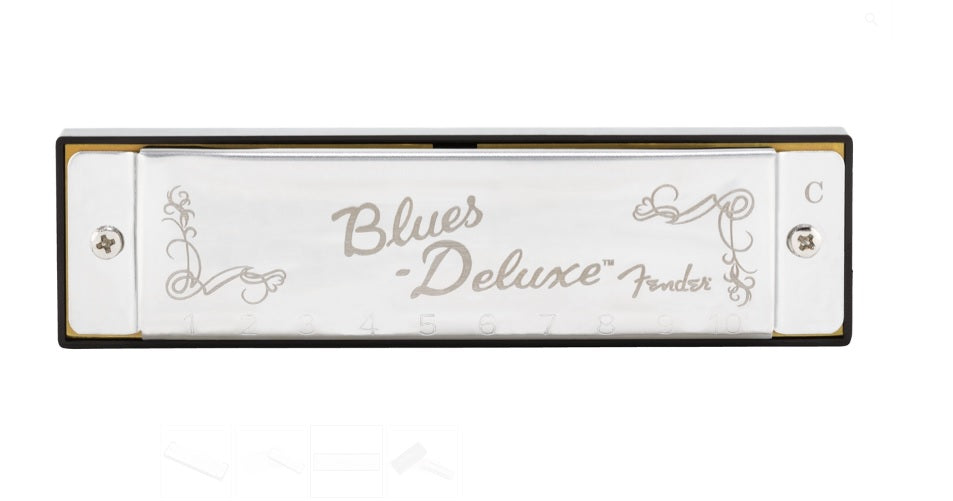 C
Blues
-Deluxe™
Fender
1 2 3 4 5 6 7 8 9 10